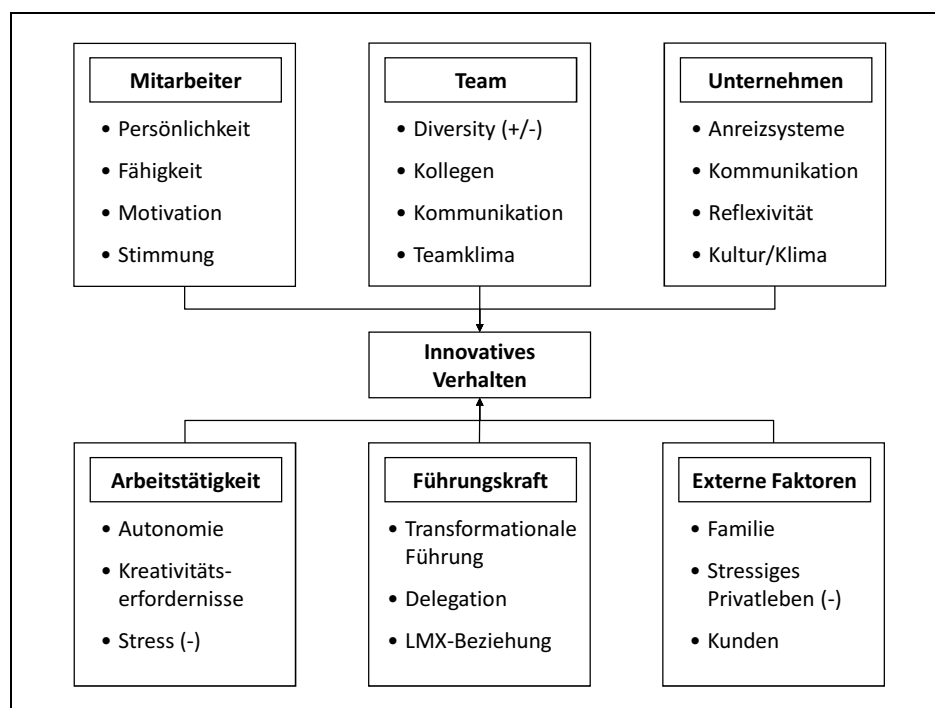 Mitarbeiter
• Persönlichkeit
• Fähigkeit
• Motivation
• Stimmung
Team
• Diversity (+/-)
• Kollegen
• Kommunikation
• Teamklima
Unternehmen
• Anreizsysteme
• Kommunikation
• Reflexivität
• Kultur/Klima
Innovatives
Verhalten
Arbeitstätigkeit
• Autonomie
• Kreativitäts-
erfordernisse
• Stress (-)
Führungskraft
• Transformationale
Führung
• Delegation
• LMX-Beziehung
Externe Faktoren
• Familie
• Stressiges
Privatleben (-)
• Kunden